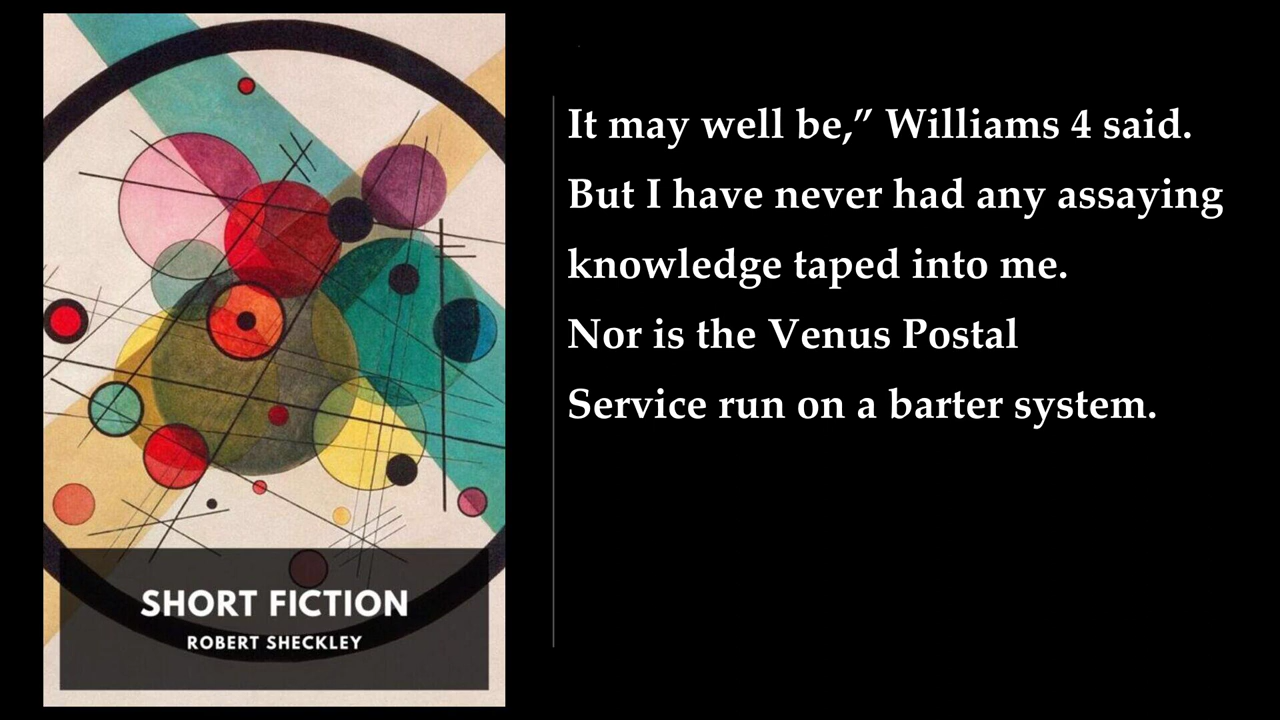 It may well be,” Williams 4 said.
But I have never had any assaying
knowledge taped into me.
Nor is the Venus Postal
Service run on a barter system.
SHORT FICTION
ROBERT SHECKLEY